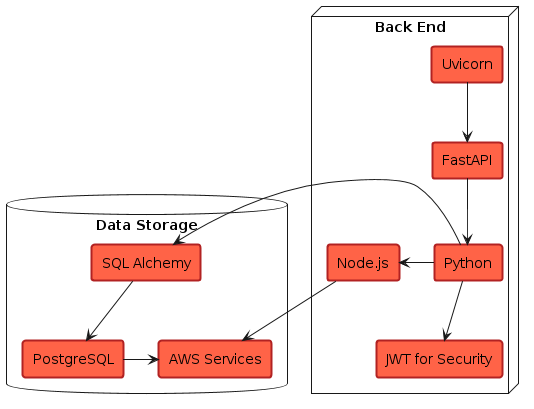 Back End
Uvicorn
FastAPI
Data Storage
SQL Alchemy
Node.js
Python
PostgreSQL
AWS Services
JWT for Security